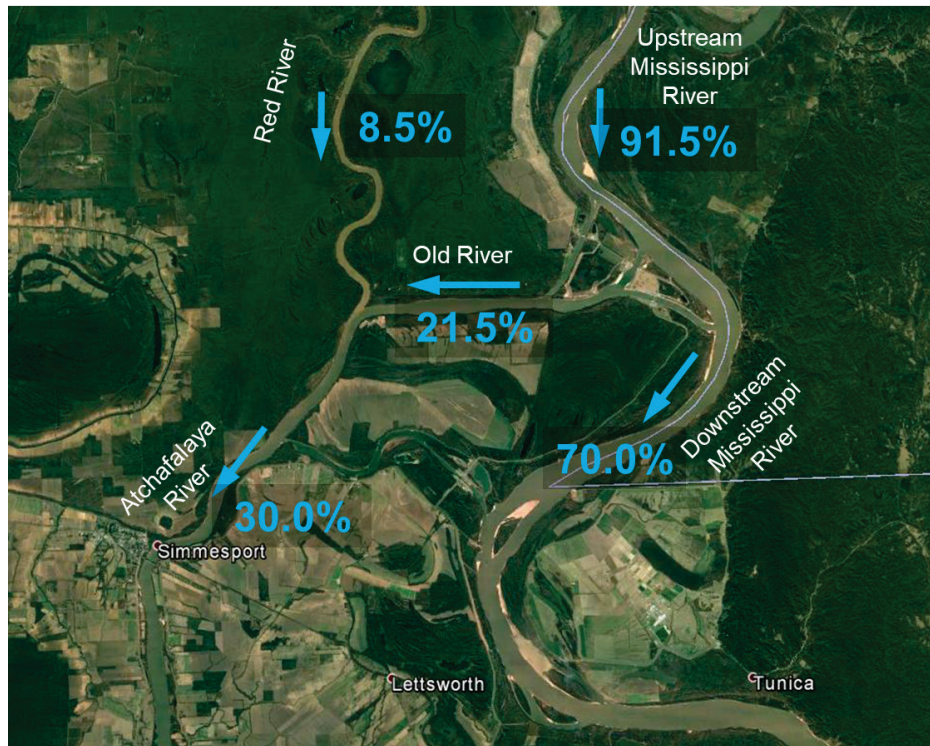 Upstream
Mississippi
River
Red River
8.5%
91.5%
Old River
21.5%
Downstream
Mississippi
River
70.0%
Atchafalaya
River
30.0%
Simmesport
Lettsworth
Tunica